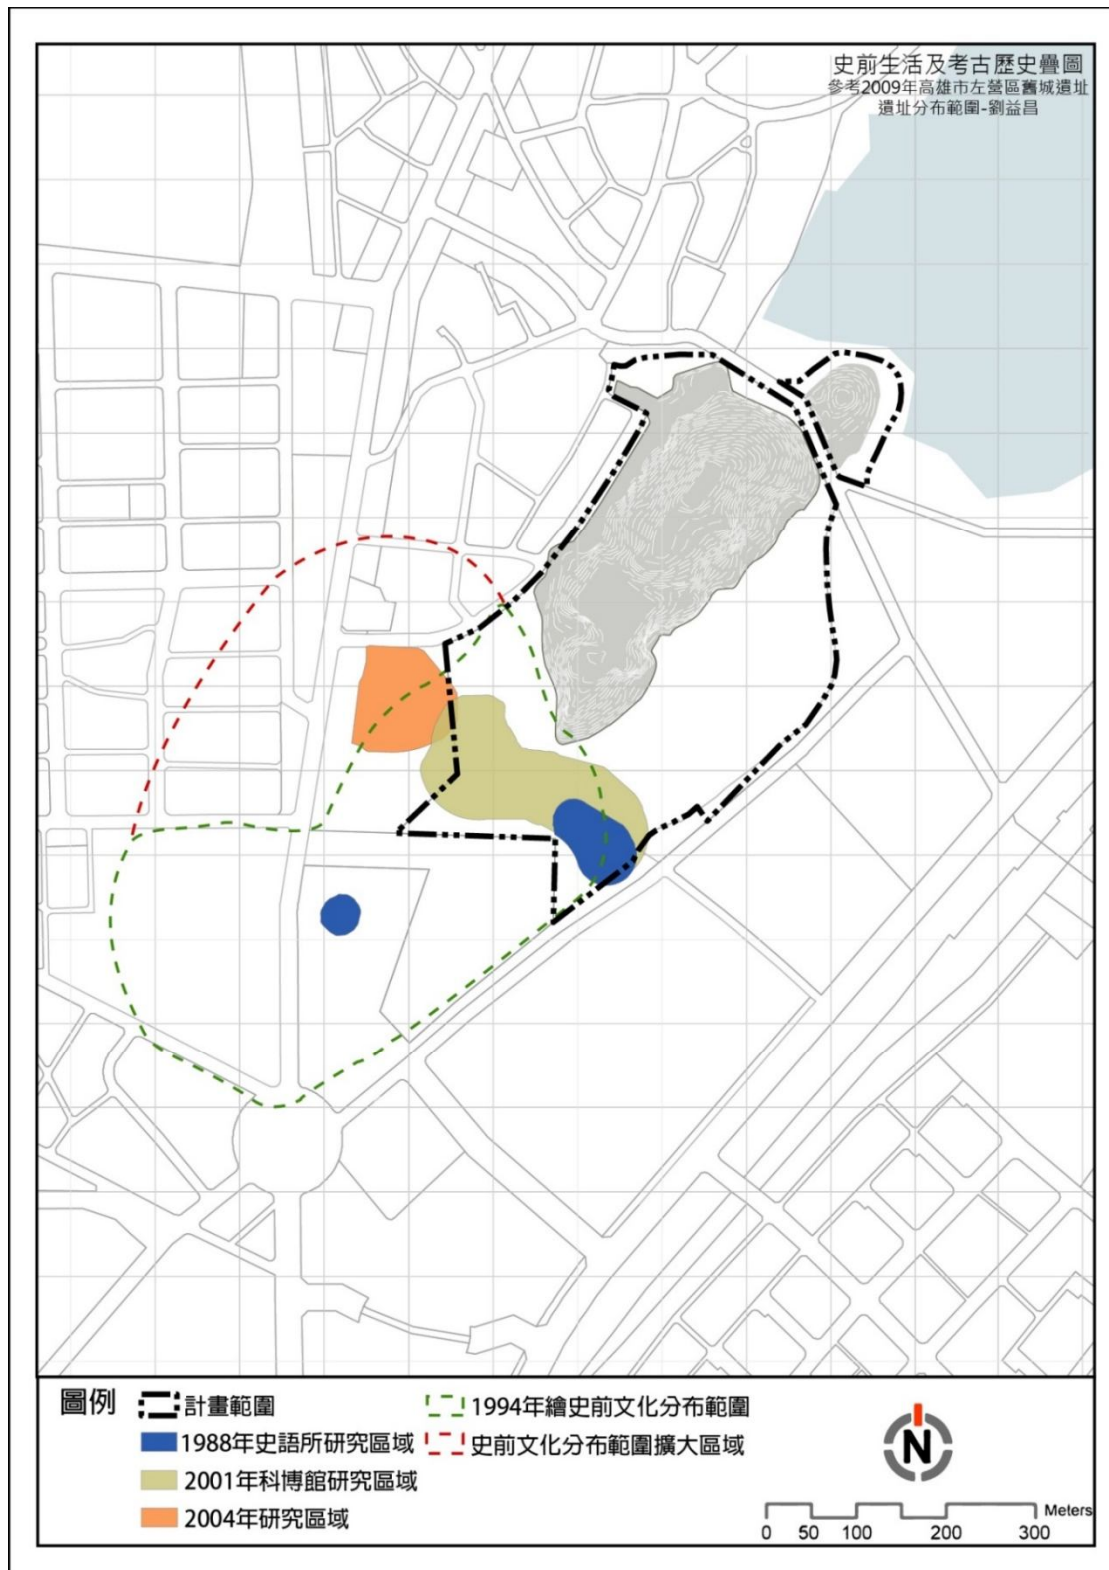 史前生活及考古歷史疊圖
參考2009年高雄市左營區舊城遺址
遺址分布範圍-劉益昌
圖例
計畫範圍
1988年史語所研究區域
2001年科博館研究區域
2004年研究區域
1994年繪史前文化分布範圍
史前文化分布範圍擴大區域
N
Meters
0 50 100 200 300